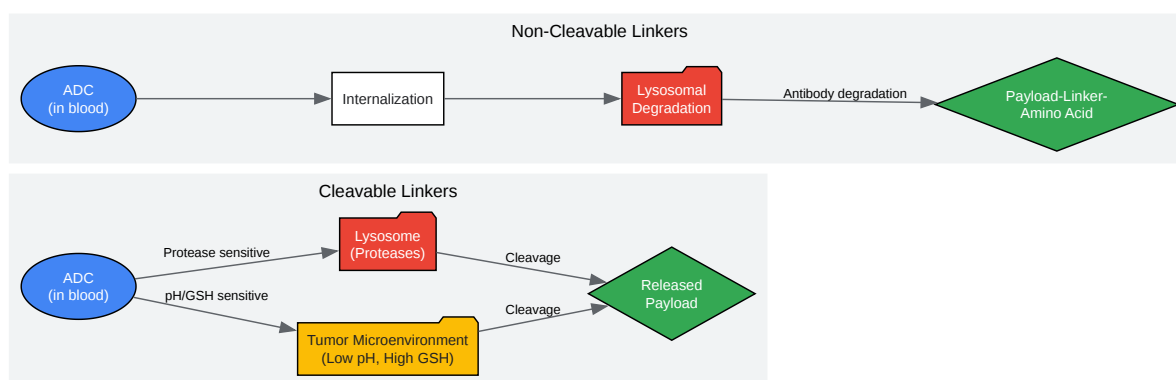 Non-Cleavable Linkers
ADC
(in blood)
Internalization
Lysosomal
Degradation
Antibody degradation
Payload-Linker-
Amino Acid
Cleavable Linkers
ADC
(in blood)
Protease sensitive
pH/GSH sensitive
Lysosome
(Proteases)
Tumor Microenvironment
(Low pH, High GSH)
Cleavage
Cleavage
Released
Payload